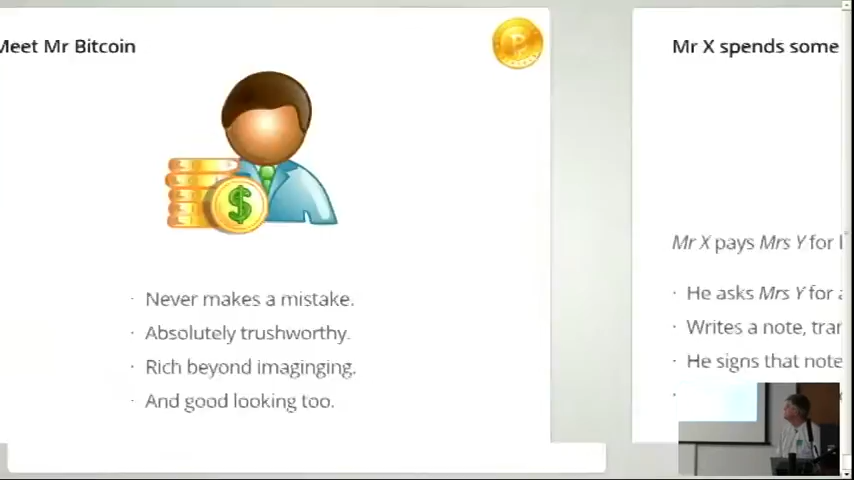 Meet Mr Bitcoin
Never makes a mistake.
Absolutely trushworthy.
Rich beyond imaginging.
And good looking too.
Mr X spends some
Mr X pays Mrs Y for
He asks Mrs Y for
Writes a note,
He signs that note